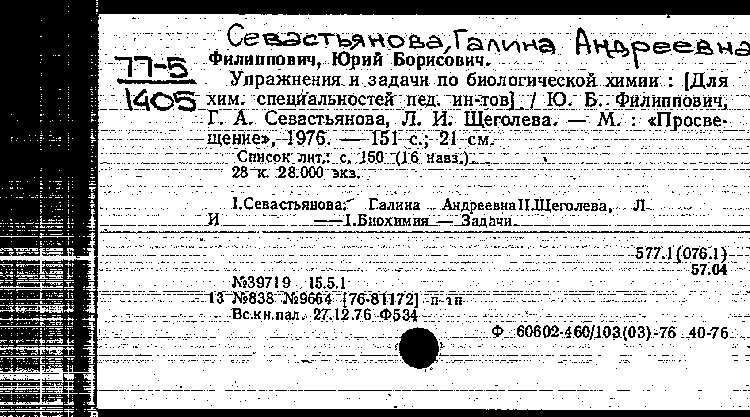 Севастьянова, Галина Андреевна
77-5
1405
Филиппович, Юрий Борисович.
Упражнения и задачи по биологической химии : [Для
хим. специальностей пед. ин-тов] / Ю. Б. Филиппович,
Г. А. Севастьянова, Л. И. Щеголева. — М. : «Просве-
щение», 1976. — 151 с.; 21 см.
Список лит.: с. 150 (16 назв.).
28 к. 28.000 экз.
I.Севастьянова, Галина Андреевна II.Щеголева, Л
И — — 1.Биохимия — Задачи.
577.1(076.1)
57.04
№39719 15.5.1
13 №838 №9664 [76-81172] п-тп
Вс.кн.пал. 27.12.76 Ф534
Ф 60602-460/103(03)-76 40-76